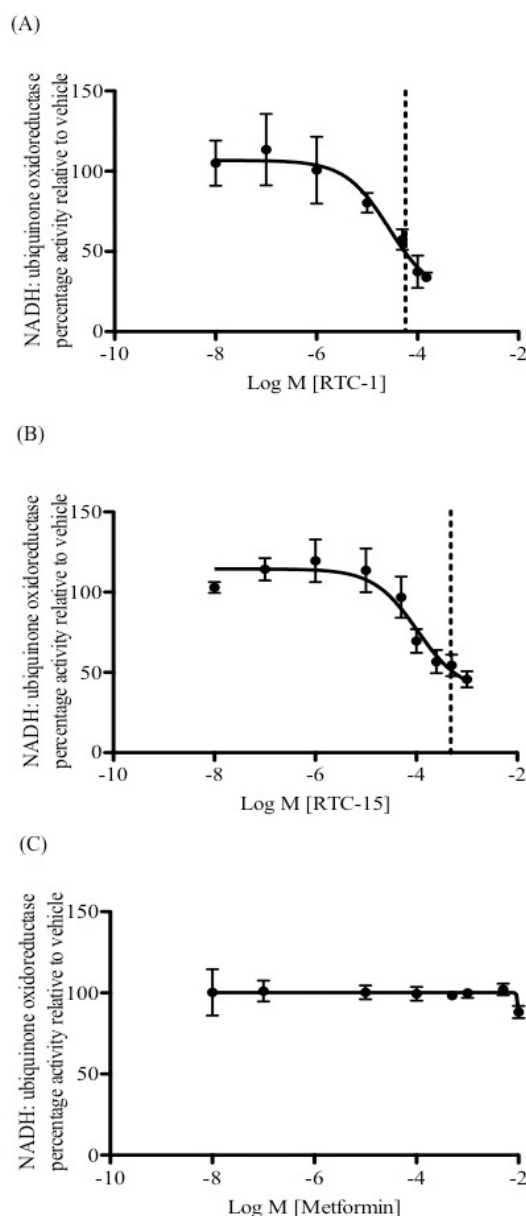 (A)
NADH: ubiquinone oxidoreductase
percentage activity relative to vehicle
150
100
50
0
-10
-8
-6
-4
-2
Log M [RTC-1]
(B)
NADH: ubiquinone oxidoreductase
percentage activity relative to vehicle
150
100
50
0
-10
-8
-6
-4
-2
Log M [RTC-15]
(C)
NADH: ubiquinone oxidoreductase
percentage activity relative to vehicle
150
100
50
0
-10
-8
-6
-4
-2
Log M [Metformin]